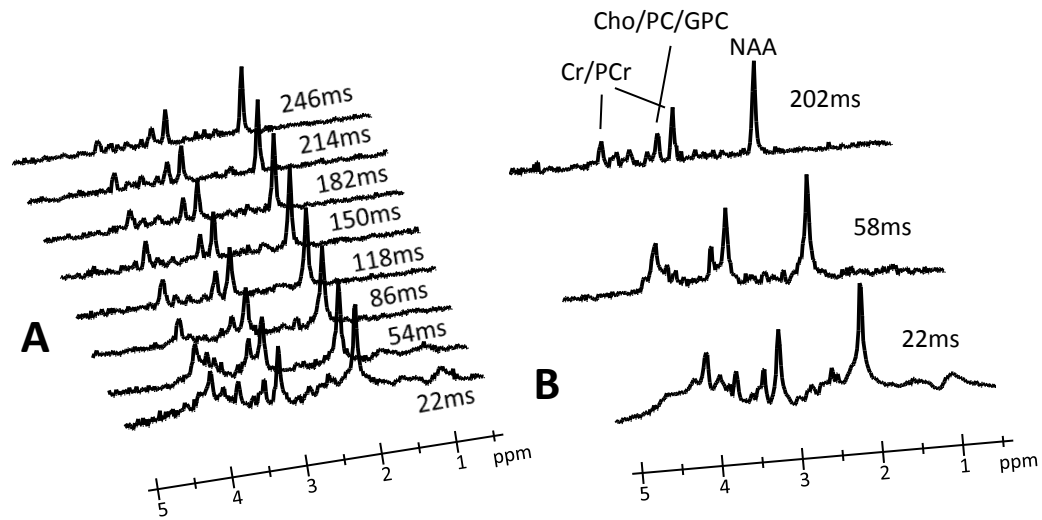 Cho/PC/GPC
NAA
Cr/PCr
246ms
214ms
182ms
150ms
118ms
86ms
54ms
22ms
A
5 4 3 2 1 ppm
202ms
58ms
22ms
B
5 4 3 2 1 ppm